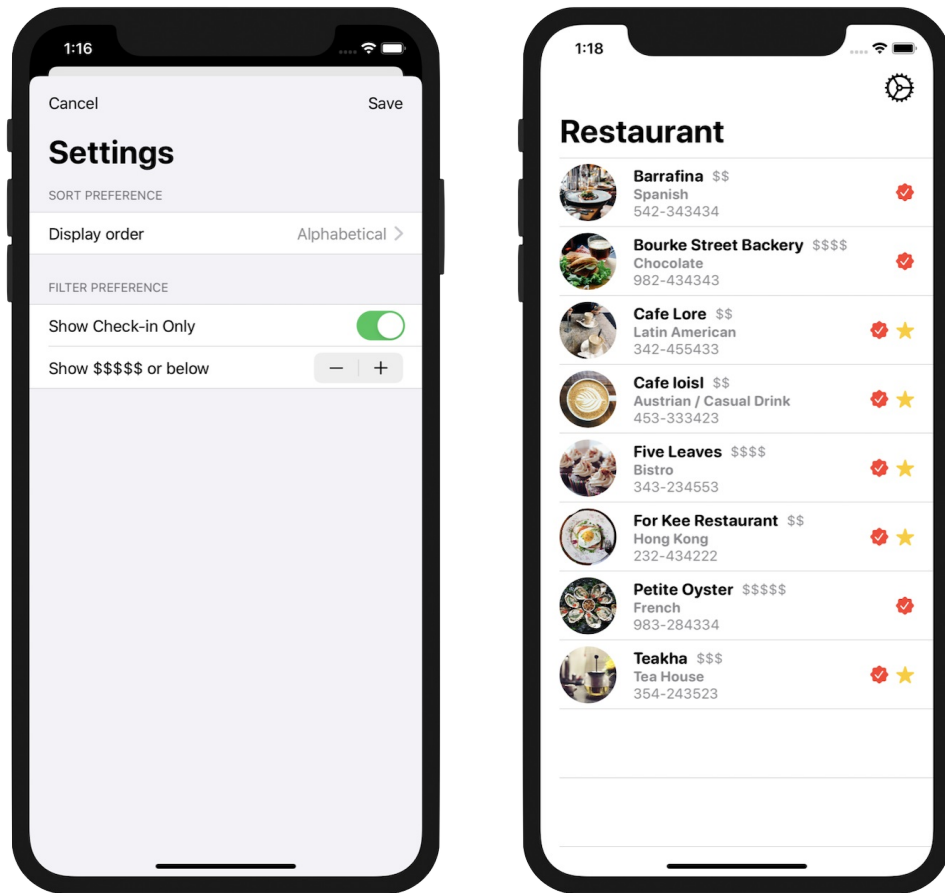 1:16
Cancel
Save
Settings
SORT PREFERENCE
Display order
Alphabetical
FILTER PREFERENCE
Show Check-in Only
Show $$$$$ or below
1:18
Restaurant
Barrafina $$
Spanish
542-343434
Bourke Street Backery $$$$
Chocolate
982-434343
Cafe Lore $$
Latin American
342-455433
Cafe loisl $$
Austrian / Casual Drink
453-333423
Five Leaves $$$$
Bistro
343-234553
For Kee Restaurant $$
Hong Kong
232-434222
Petite Oyster $$$$$
French
983-284334
Teakha $$$
Tea House
354-243523